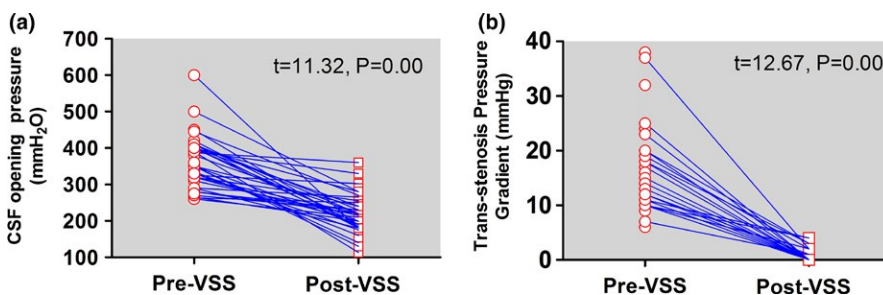 (a)
CSF opening pressure
(mmH₂O)
700
600
500
400
300
200
100
t=11.32, P=0.00
Pre-VSS Post-VSS
(b)
Trans-stenosis Pressure
Gradient (mmHg)
40
30
20
10
0
t=12.67, P=0.00
Pre-VSS Post-VSS